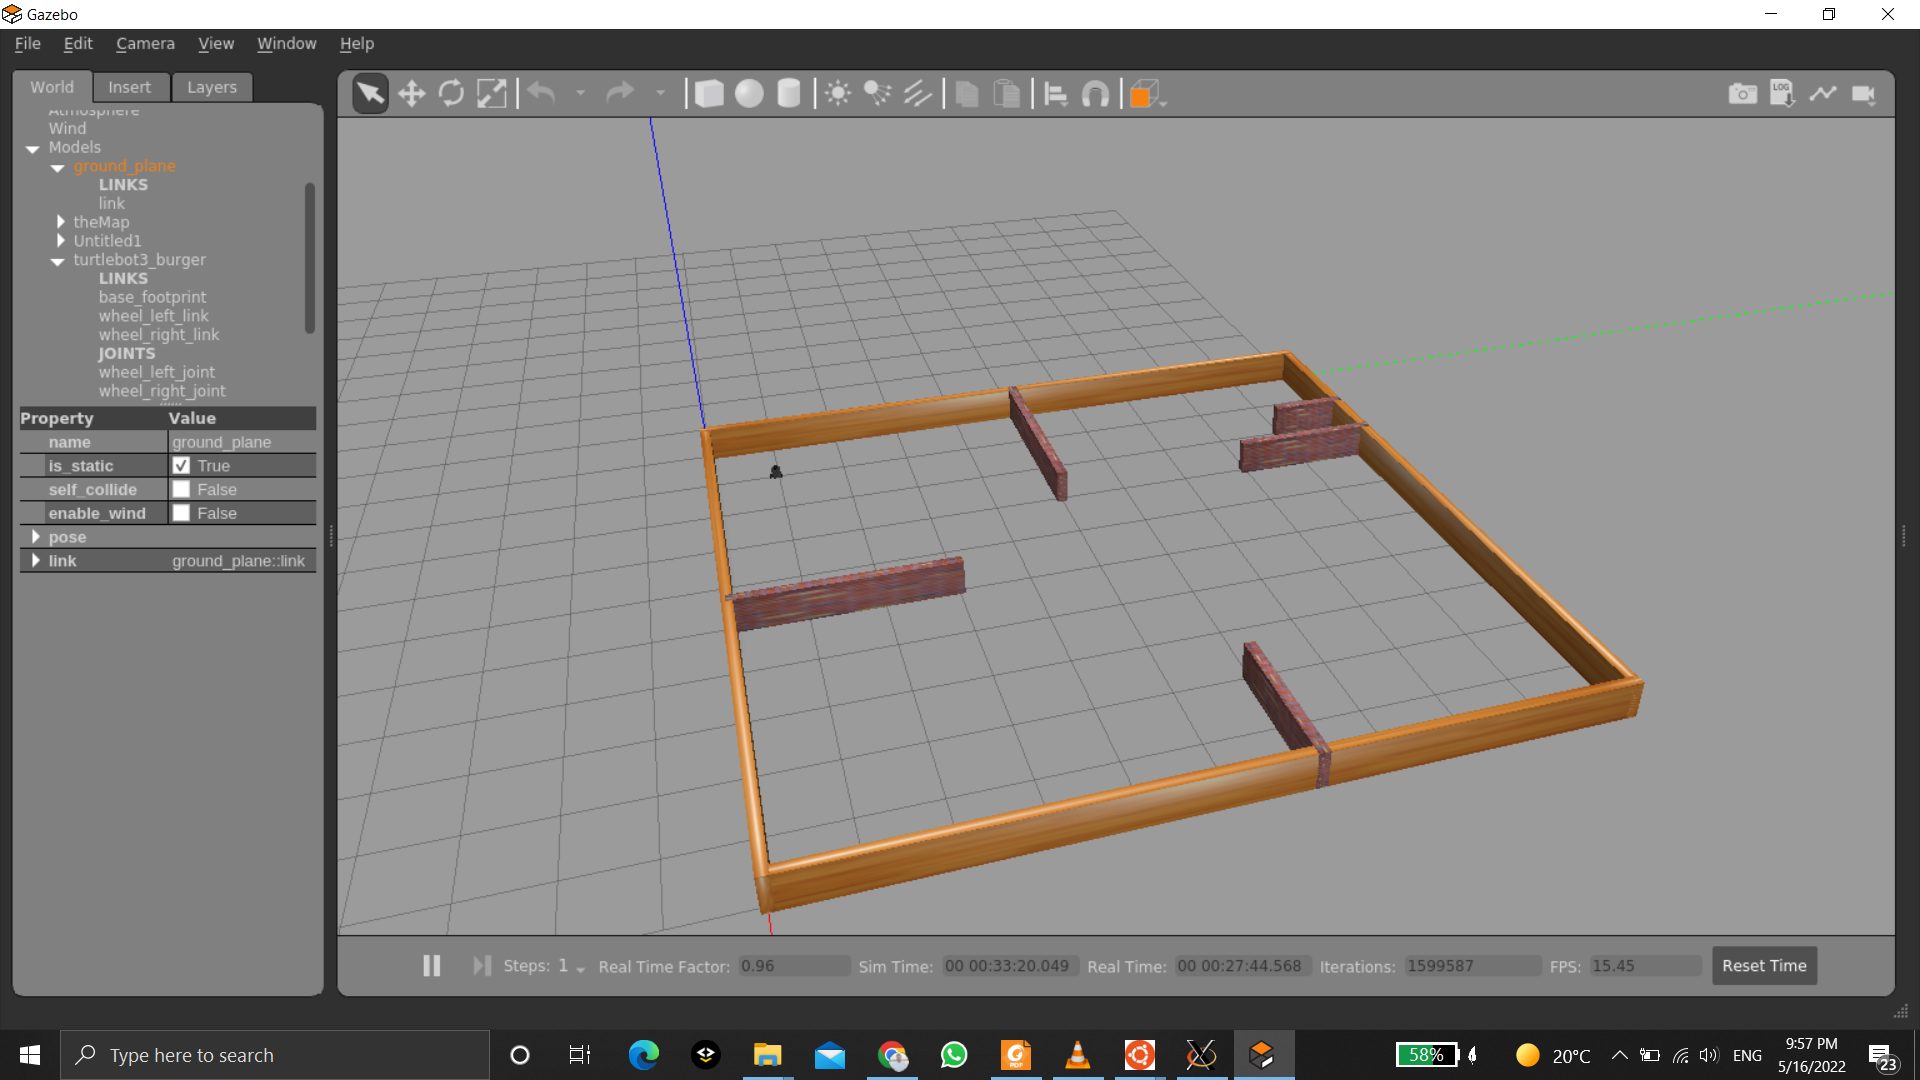 Gazebo
File Edit Camera View Window Help
World Insert Layers
Atmosphere
Wind
Models
ground_plane
LINKS
link
theMap
Untitled1
turtlebot3_burger
LINKS
base_footprint
wheel_left_link
wheel_right_link
JOINTS
wheel_left_joint
wheel_right_joint
Property Value
name ground_plane
is_static True
self_collide False
enable_wind False
pose
link ground_plane::link
LOG
Steps: 1 Real Time Factor: 0.96 Sim Time: 00 00:33:20.049 Real Time: 00 00:27:44.568 Iterations: 1599587 FPS: 15.45 Reset Time
Type here to search
PDF
58%
20°C
ENG
9:57 PM
5/16/2022
23